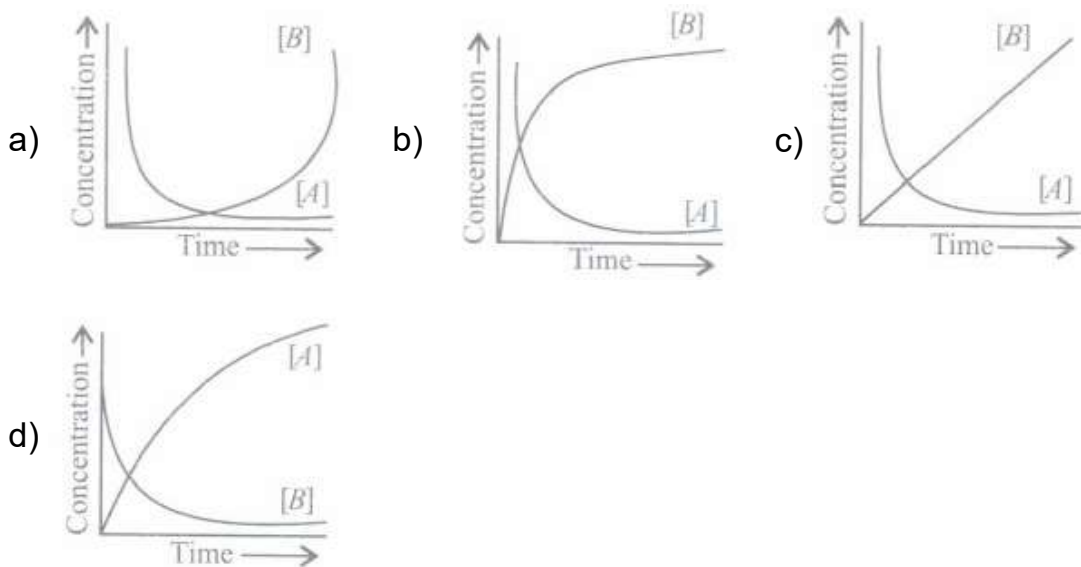 a)
Concentration
[B]
[A]
Time
b)
Concentration
[B]
[A]
Time
c)
Concentration
[B]
[A]
Time
d)
Concentration
[A]
[B]
Time